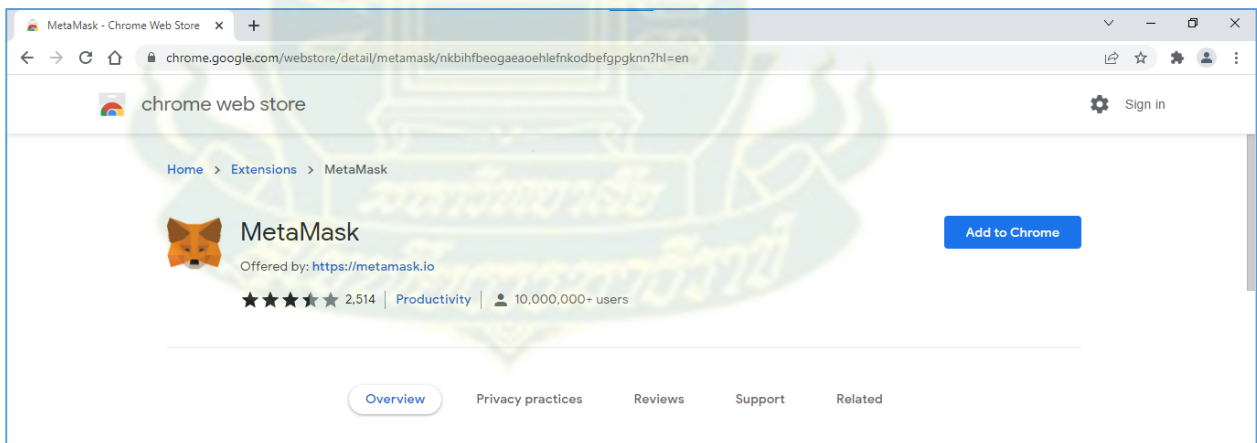 MetaMask - Chrome Web Store
chrome.google.com/webstore/detail/metamask/nkbihfbeogaeaoehlefnkodbefgpgknn?hl=en
chrome web store
Sign in
Home > Extensions > MetaMask
MetaMask
Add to Chrome
Offered by: https://metamask.io
2,514 | Productivity | 10,000,000+ users
Overview Privacy practices Reviews Support Related